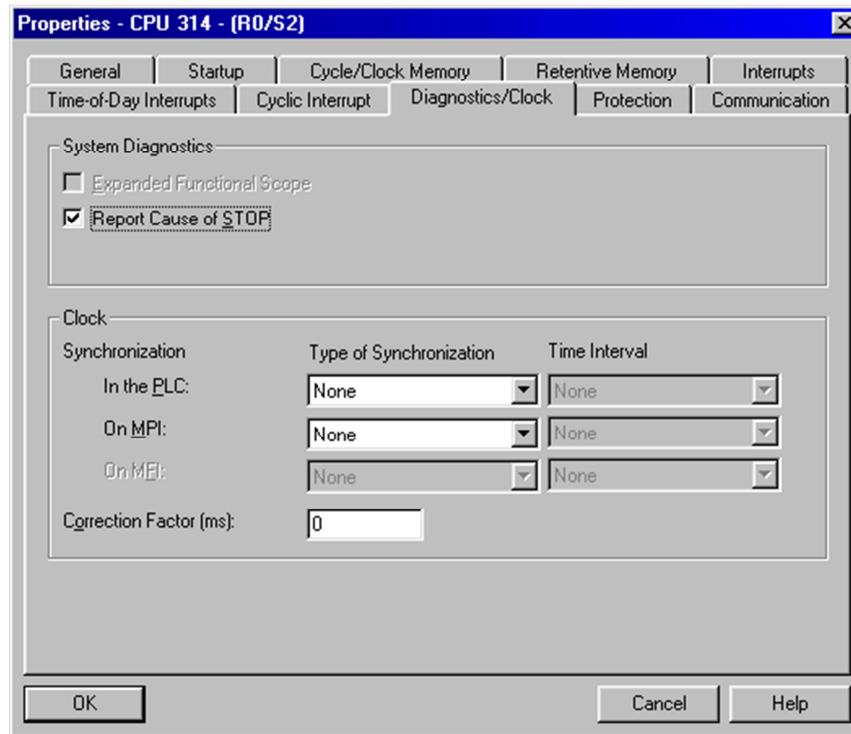 Properties - CPU 314 - (R0/S2)
General Startup Cycle/Clock Memory Retentive Memory Interrupts
Time-of-Day Interrupts Cyclic Interrupt Diagnostics/Clock Protection Communication
System Diagnostics
Expanded Functional Scope
Report Cause of STOP
Clock
Synchronization Type of Synchronization Time Interval
In the PLC: None None
On MPI: None None
On MFI: None None
Correction Factor (ms): 0
OK Cancel Help